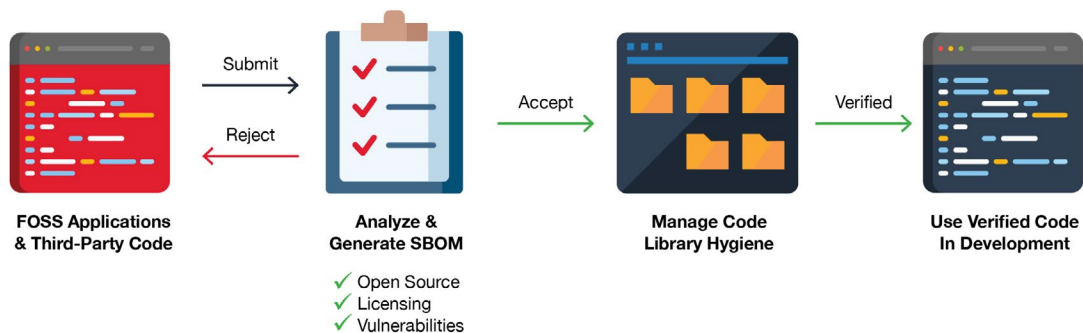 Submit
Reject
Accept
Verified
FOSS Applications
& Third-Party Code
Analyze &
Generate SBOM
Open Source
Licensing
Vulnerabilities
Manage Code
Library Hygiene
Use Verified Code
In Development